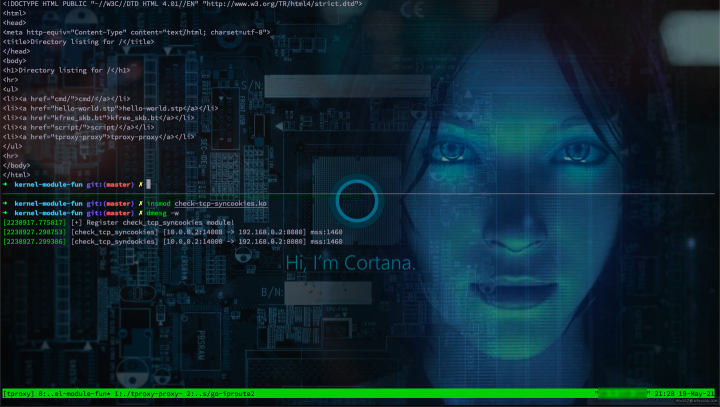 <!DOCTYPE HTML PUBLIC "-//W3C//DTD HTML 4.01//EN" "http://www.w3.org/TR/html4/strict.dtd">
<html>
<head>
<meta http-equiv="Content-Type" content="text/html; charset=utf-8">
<title>Directory listing for /</title>
</head>
<body>
<h1>Directory listing for /</h1>
<hr>
<ul>
<li><a href="cmd/">cmd/</a></li>
<li><a href="hello-world.stp">hello-world.stp</a></li>
<li><a href="kfree_skb.bt">kfree_skb.bt</a></li>
<li><a href="script/">script/</a></li>
<li><a href="tproxy-proxy">tproxy-proxy</a></li>
</ul>
<hr>
</body>
</html>
➜ kernel-module-fun git:(master) ✗
➜ kernel-module-fun git:(master) ✗ insmod check-tcp-syncookies.ko
➜ kernel-module-fun git:(master) ✗ dmesg -w
[2238917.775817] [+] Register check_tcp_syncookies module!
[2238927.298753] [check_tcp_syncookies] [10.0.0.2:14008 -> 192.168.0.2:8080] mss:1460
[2238927.299386] [check_tcp_syncookies] [10.0.0.2:14008 -> 192.168.0.2:8080] mss:1460
S/N:
Hi, I'm Cortana.
B/N:
PBSRAM
[tproxy] 0:..el-module-fun* 1:./tproxy-proxy- 2:..s/go-iproute2
21:28 19-May-21